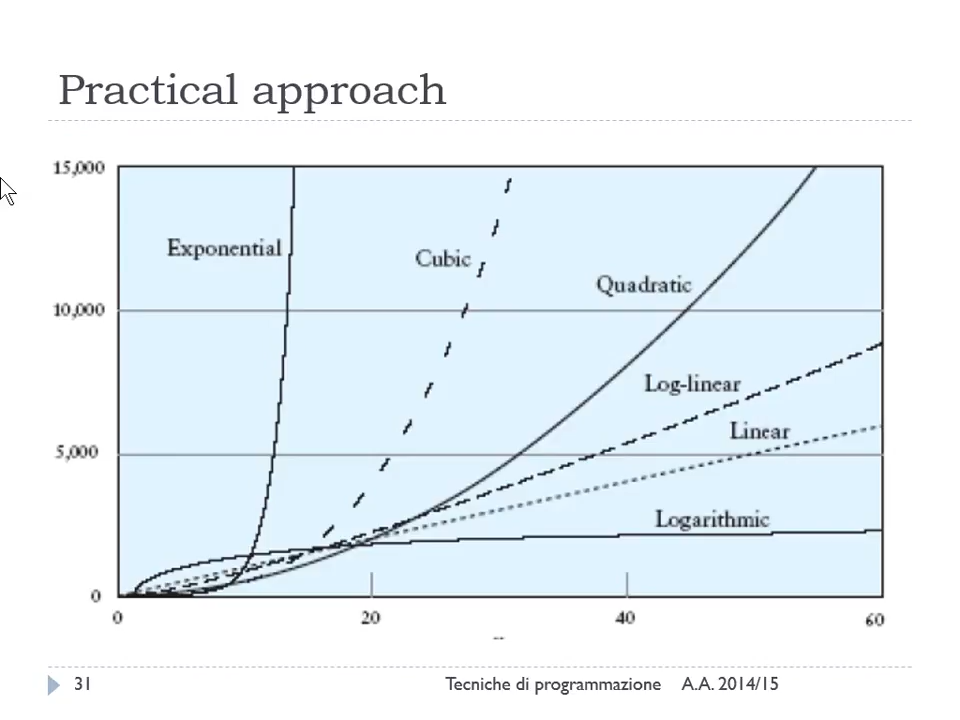 Practical approach
15,000
Exponential
Cubic
Quadratic
10,000
Log-linear
Linear
5,000
Logarithmic
0
0 20 40 60
31 Tecniche di programmazione A.A. 2014/15